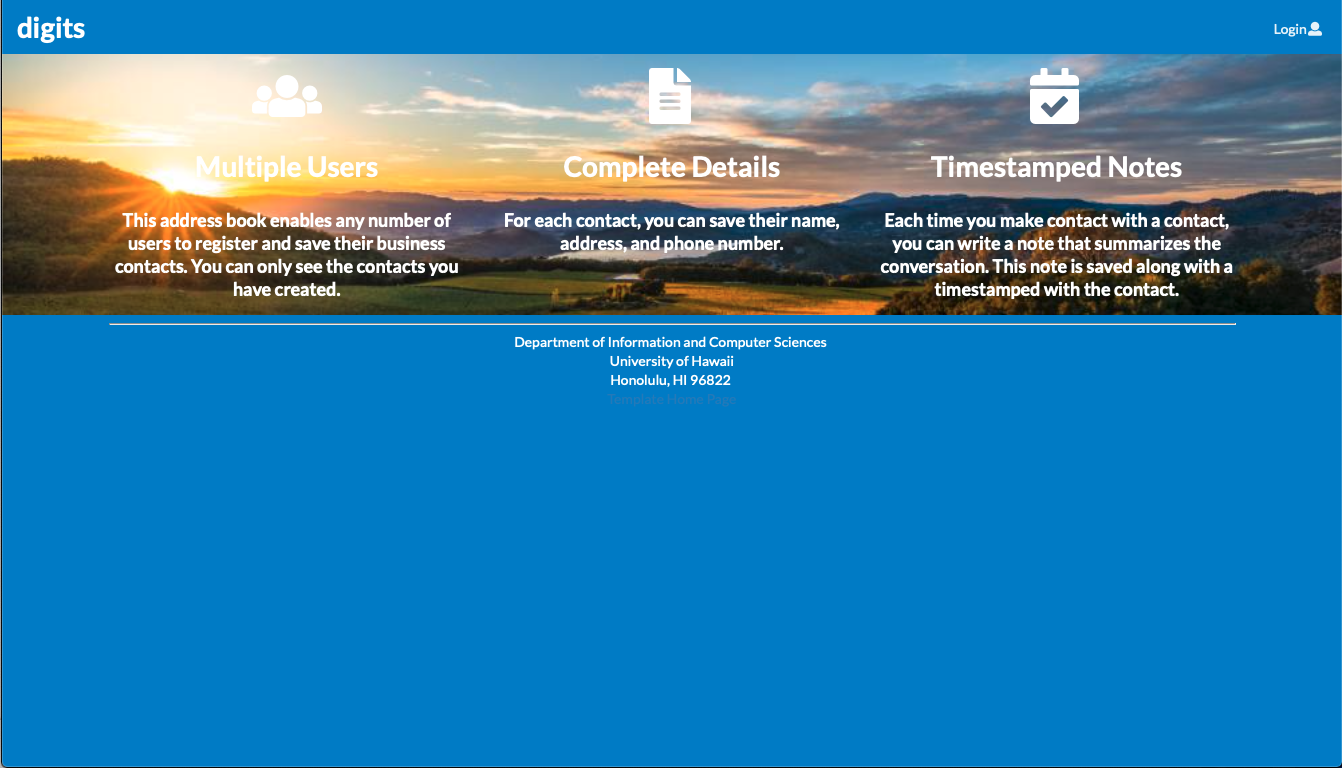 digits
Login
Multiple Users
This address book enables any number of
users to register and save their business
contacts. You can only see the contacts you
have created.
Complete Details
For each contact, you can save their name,
address, and phone number.
Timestamped Notes
Each time you make contact with a contact,
you can write a note that summarizes the
conversation. This note is saved along with a
timestamped with the contact.
Department of Information and Computer Sciences
University of Hawaii
Honolulu, HI 96822
Template Home Page